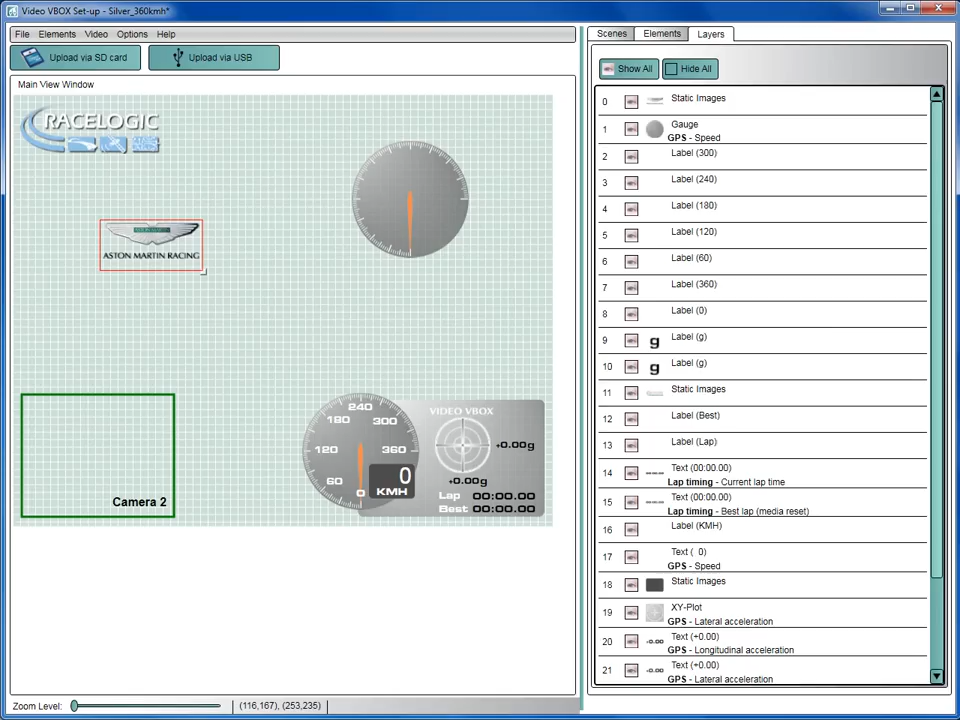 Video VBOX Set-up - Silver_360kmh*
File Elements Video Options Help
Upload via SD card Upload via USB
Main View Window
RACELOGIC
ASTON MARTIN
ASTON MARTIN RACING
Camera 2
240
180 300
120 360
60
0
0
KMH
VIDEO VBOX
+0.00g
+0.00g
Lap 00:00.00
Best 00:00.00
Zoom Level: (116,167), (253,235)
Scenes Elements Layers
Show All Hide All
0 Static Images
1 Gauge
GPS - Speed
2 Label (300)
3 Label (240)
4 Label (180)
5 Label (120)
6 Label (60)
7 Label (360)
8 Label (0)
9 g Label (g)
10 g Label (g)
11 Static Images
12 Label (Best)
13 Label (Lap)
14 Text (00:00.00)
Lap timing - Current lap time
15 Text (00:00.00)
Lap timing - Best lap (media reset)
16 Label (KMH)
17 Text ( 0)
GPS - Speed
18 Static Images
19 XY-Plot
GPS - Lateral acceleration
20 +0.00 Text (+0.00)
GPS - Longitudinal acceleration
21 +0.00 Text (+0.00)
GPS - Lateral acceleration